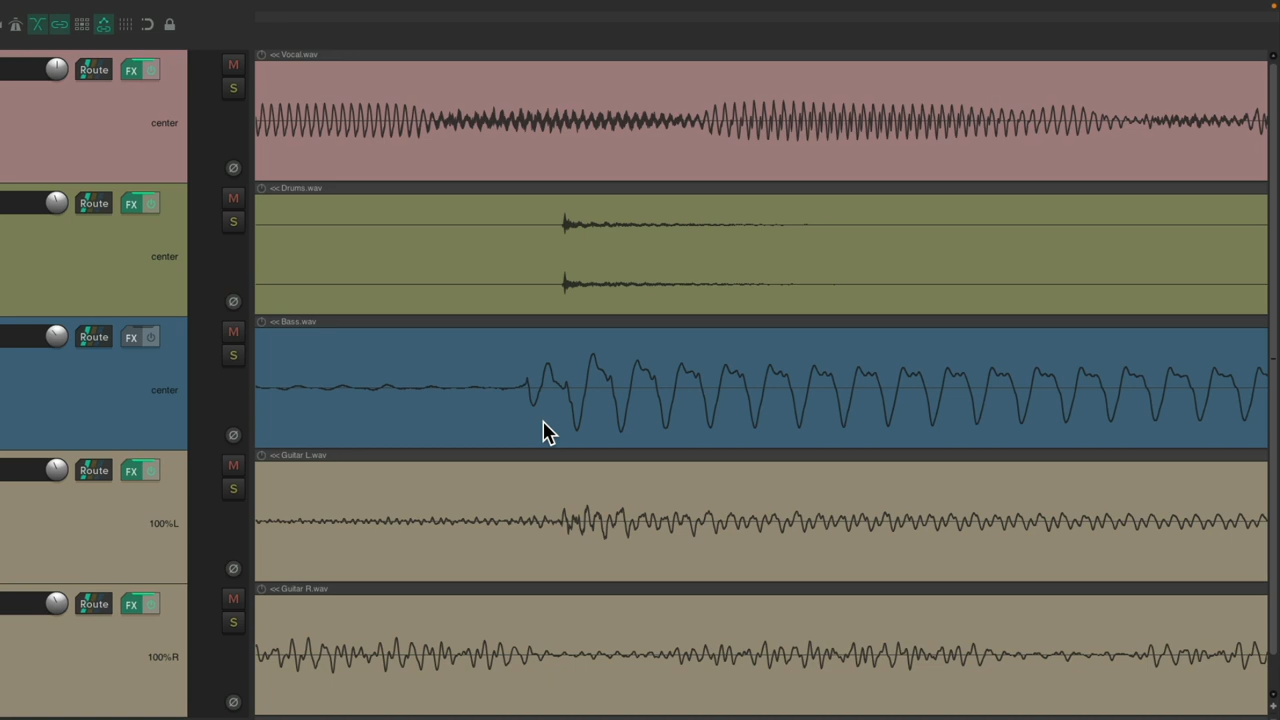 << Vocal.wav
Route FX M
S
center
Ø
<< Drums.wav
Route FX M
S
center
Ø
<< Bass.wav
Route FX M
S
center
Ø
<< Guitar L.wav
Route FX M
S
100%L
Ø
<< Guitar R.wav
Route FX M
S
100%R
Ø